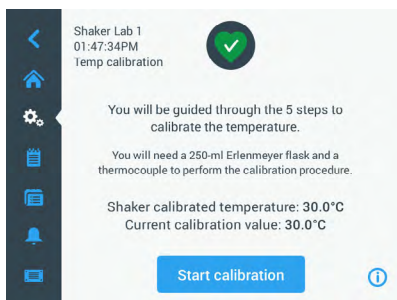 Shaker Lab 1
01:47:34PM
Temp calibration
You will be guided through the 5 steps to
calibrate the temperature.
You will need a 250-ml Erlenmeyer flask and a
thermocouple to perform the calibration procedure.
Shaker calibrated temperature: 30.0°C
Current calibration value: 30.0°C
Start calibration